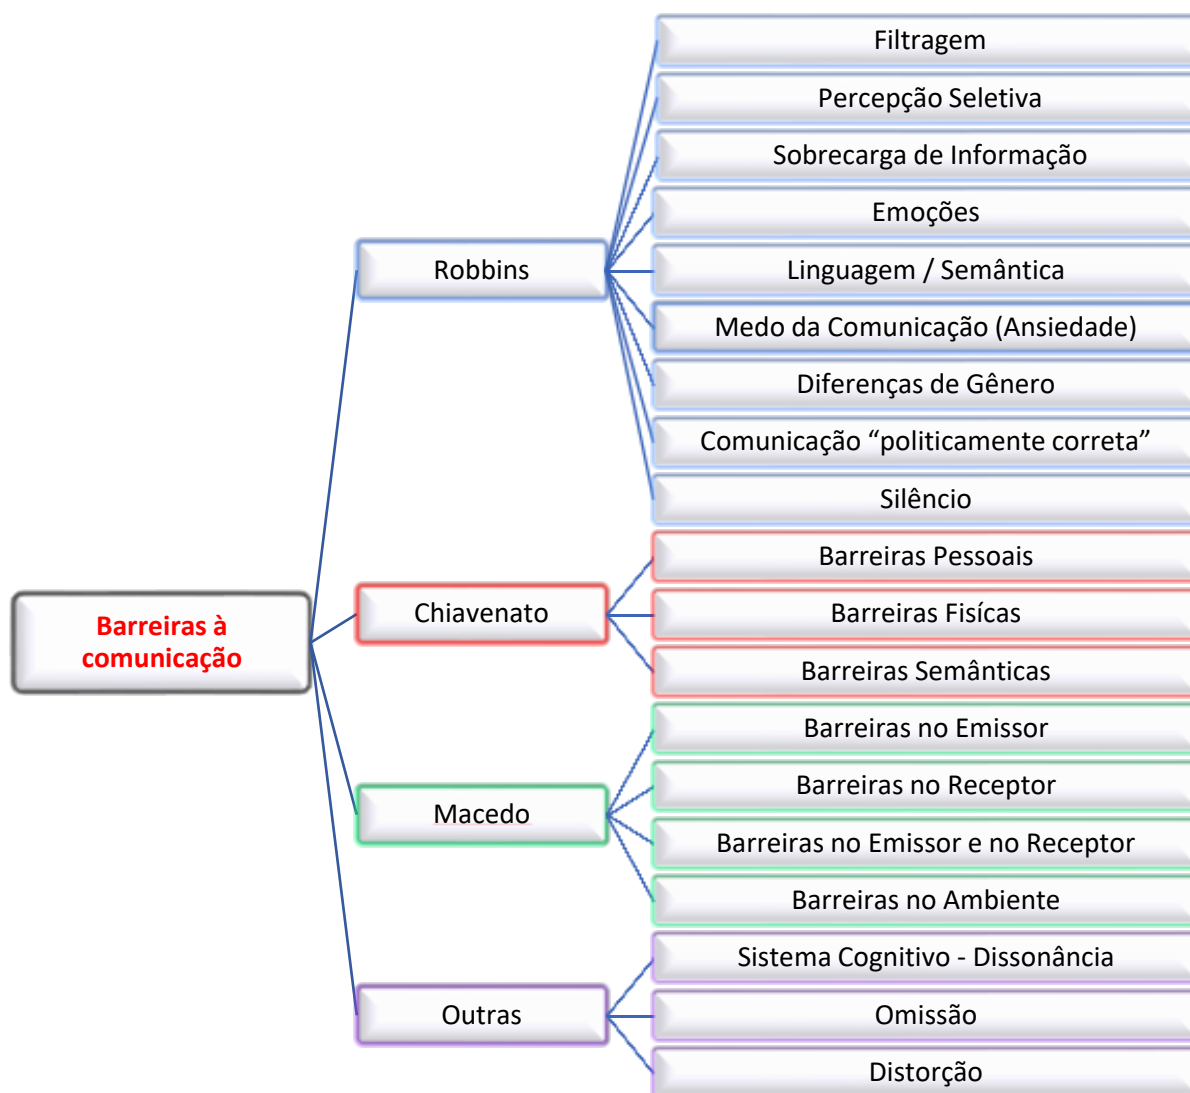 Barreiras à
comunicação
Robbins
Filtragem
Percepção Seletiva
Sobrecarga de Informação
Emoções
Linguagem / Semântica
Medo da Comunicação (Ansiedade)
Diferenças de Gênero
Comunicação “politicamente correta”
Silêncio
Chiavenato
Barreiras Pessoais
Barreiras Fisícas
Barreiras Semânticas
Macedo
Barreiras no Emissor
Barreiras no Receptor
Barreiras no Emissor e no Receptor
Barreiras no Ambiente
Outras
Sistema Cognitivo - Dissonância
Omissão
Distorção